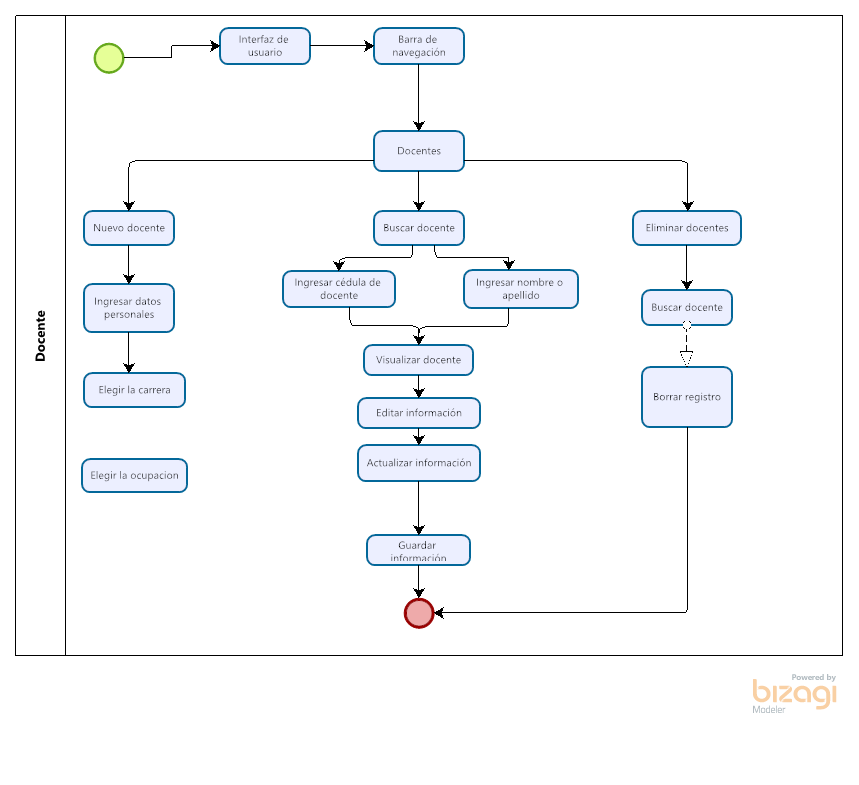 Docente
Interfaz de
usuario
Barra de
navegación
Docentes
Nuevo docente
Buscar docente
Eliminar docentes
Ingresar datos
personales
Ingresar cédula de
docente
Ingresar nombre o
apellido
Buscar docente
Elegir la carrera
Visualizar docente
Borrar registro
Editar información
Elegir la ocupacion
Actualizar información
Guardar
información
Powered by
bizagi
Modeler